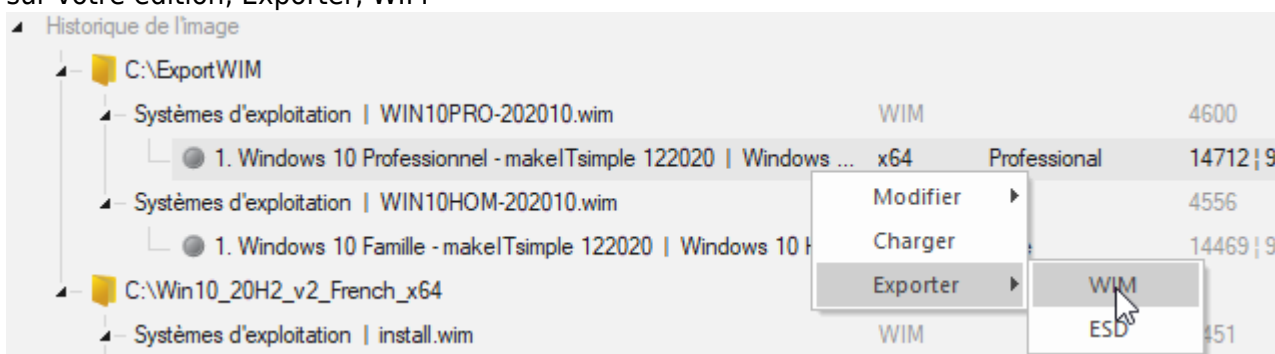 sur votre édition, Exporter, WIM
Historique de l'image
C:\ExportWIM
Systèmes d'exploitation | WIN10PRO-202010.wim WIM 4600
1. Windows 10 Professionnel - makeITsimple 122020 | Windows ... x64 Professional 14712 ¦ 9
Modifier
Systèmes d'exploitation | WIN10HOM-202010.wim 4556
Charger
1. Windows 10 Famille - makeITsimple 122020 | Windows 10 14469 ¦ 9
Exporter WIM
C:\Win10_20H2_v2_French_x64
ESD
Systèmes d'exploitation | install.wim WIM 451